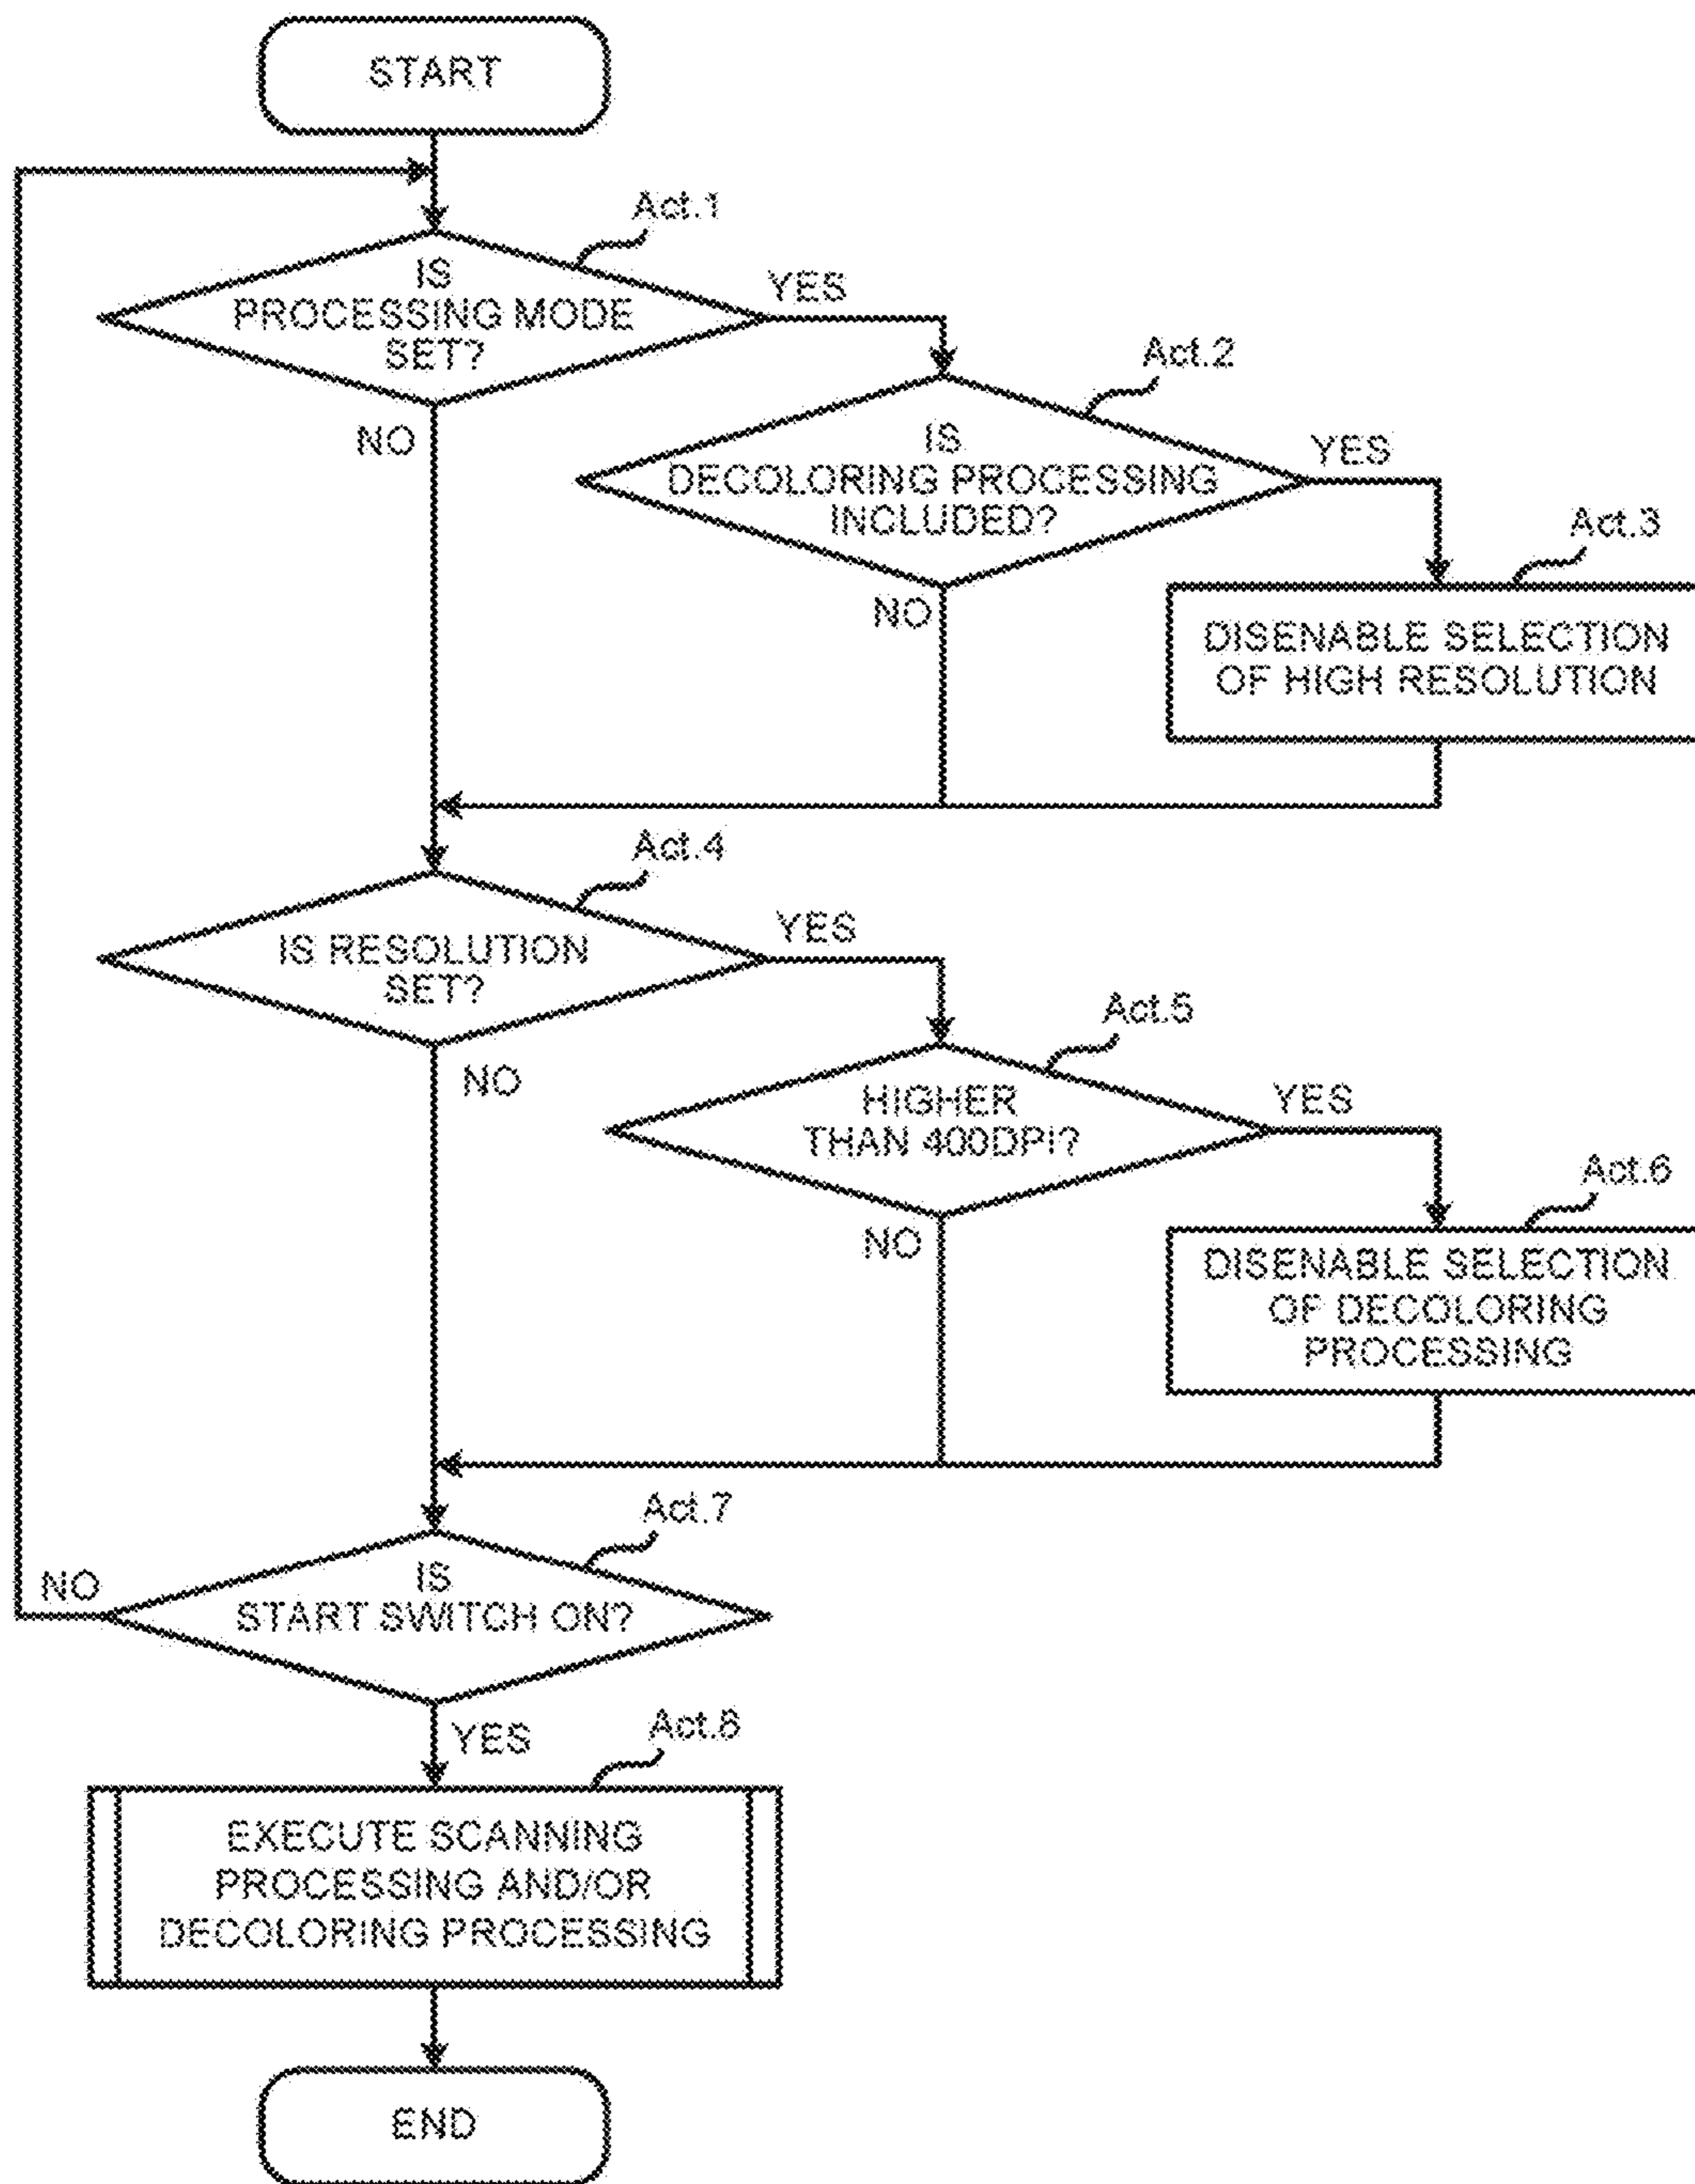 START
Act.1
IS
PROCESSING MODE
SET?
YES
NO
Act.2
IS
DECOLORING PROCESSING
INCLUDED?
YES
NO
Act.3
DISENABLE SELECTION
OF HIGH RESOLUTION
Act.4
IS RESOLUTION
SET?
YES
NO
Act.5
HIGHER
THAN 400DPI?
YES
NO
Act.6
DISENABLE SELECTION
OF DECOLORING
PROCESSING
Act.7
IS
START SWITCH ON?
NO
YES
Act.8
EXECUTE SCANNING
PROCESSING AND/OR
DECOLORING PROCESSING
END